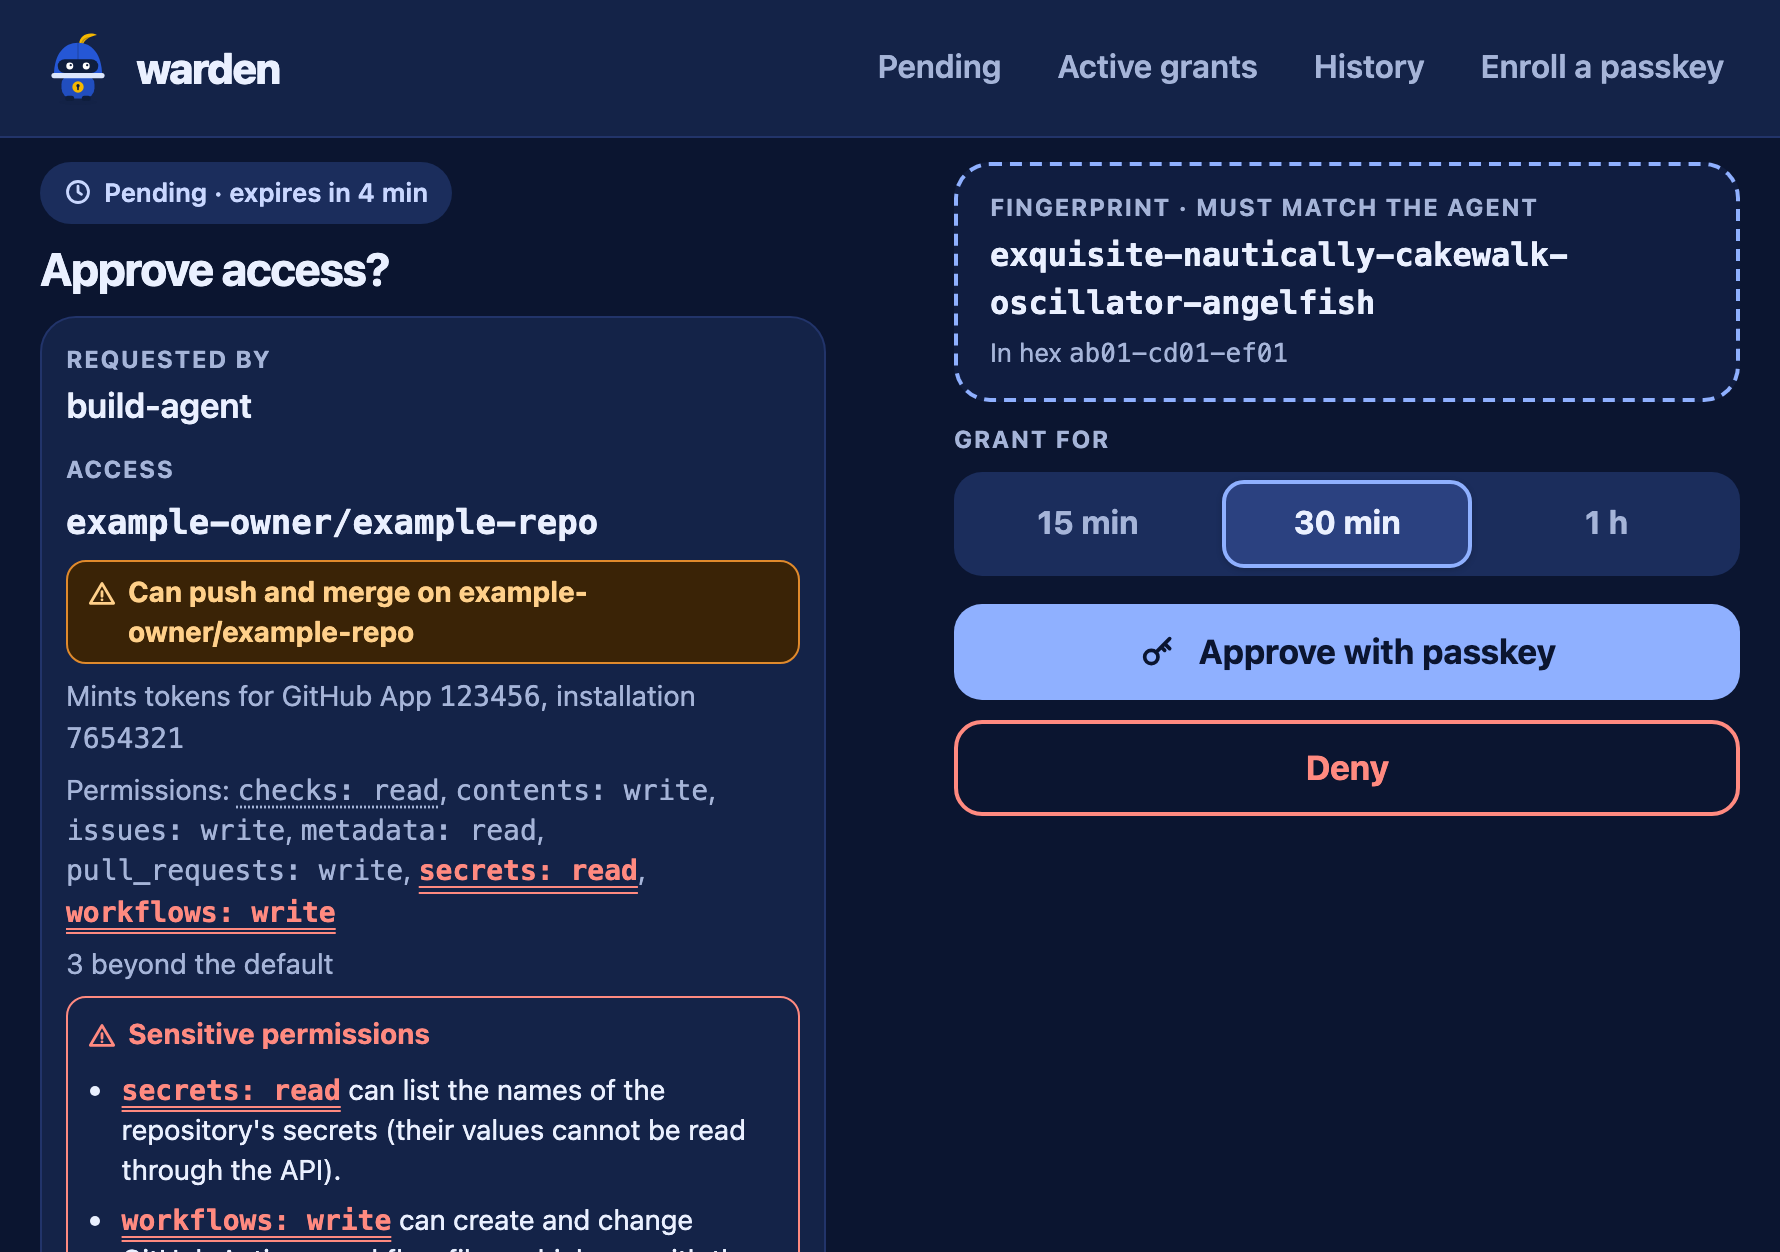 warden
Pending
Active grants
History
Enroll a passkey
Pending · expires in 4 min
Approve access?
REQUESTED BY
build-agent
ACCESS
example-owner/example-repo
Can push and merge on example-
owner/example-repo
Mints tokens for GitHub App 123456, installation
7654321
Permissions: checks: read, contents: write,
issues: write, metadata: read,
pull_requests: write, secrets: read,
workflows: write
3 beyond the default
Sensitive permissions
• secrets: read can list the names of the
repository's secrets (their values cannot be read
through the API).
• workflows: write can create and change
FINGERPRINT · MUST MATCH THE AGENT
exquisite-nautically-cakewalk-
oscillator-angelfish
In hex ab01-cd01-ef01
GRANT FOR
15 min
30 min
1 h
Approve with passkey
Deny